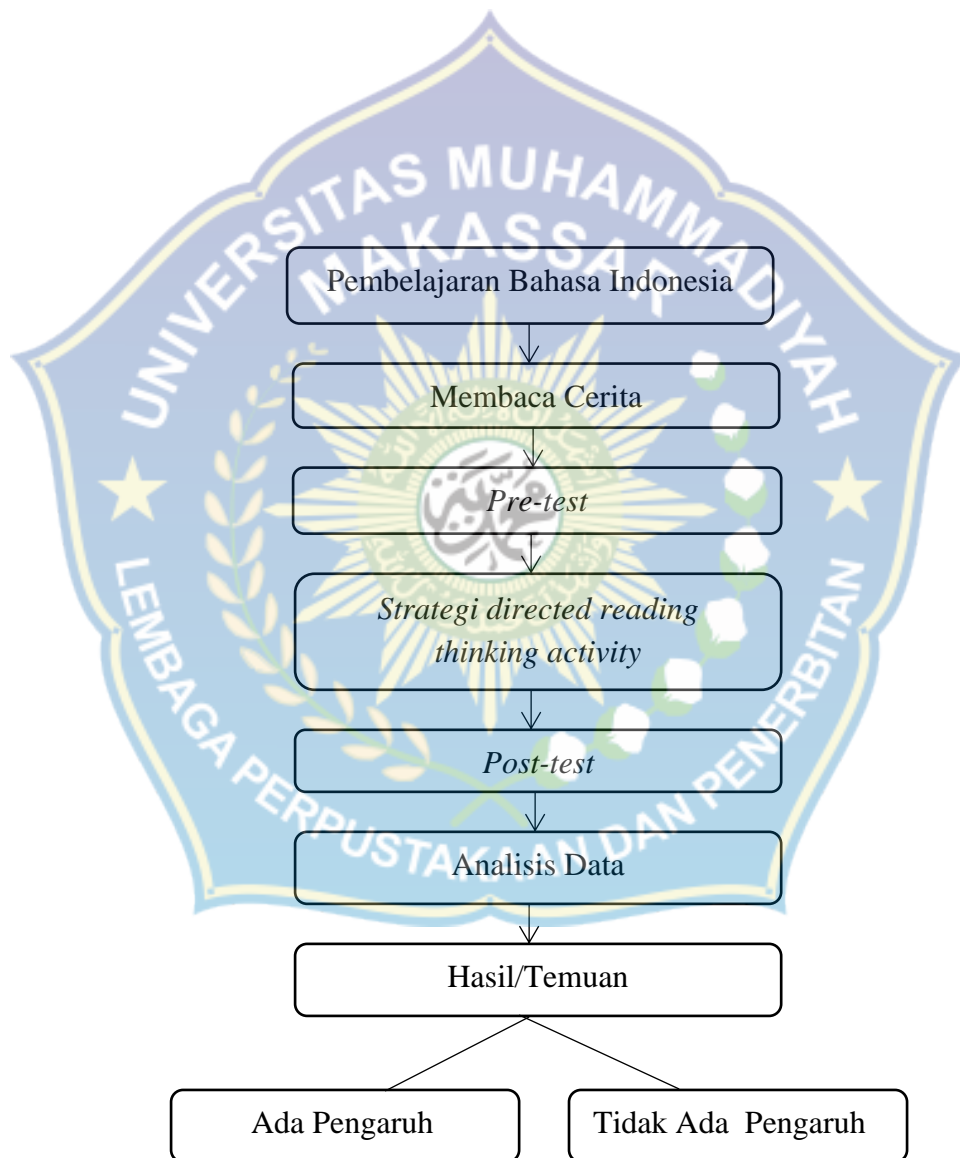 UNIVERSITAS MUHAMMADIYAH
MAKASSAR
Pembelajaran Bahasa Indonesia
Membaca Cerita
Pre-test
Strategi directed reading
thinking activity
Post-test
Analisis Data
LEMBAGA PERPUSTAKAAN DAN PENERBITAN
Hasil/Temuan
Ada Pengaruh
Tidak Ada Pengaruh